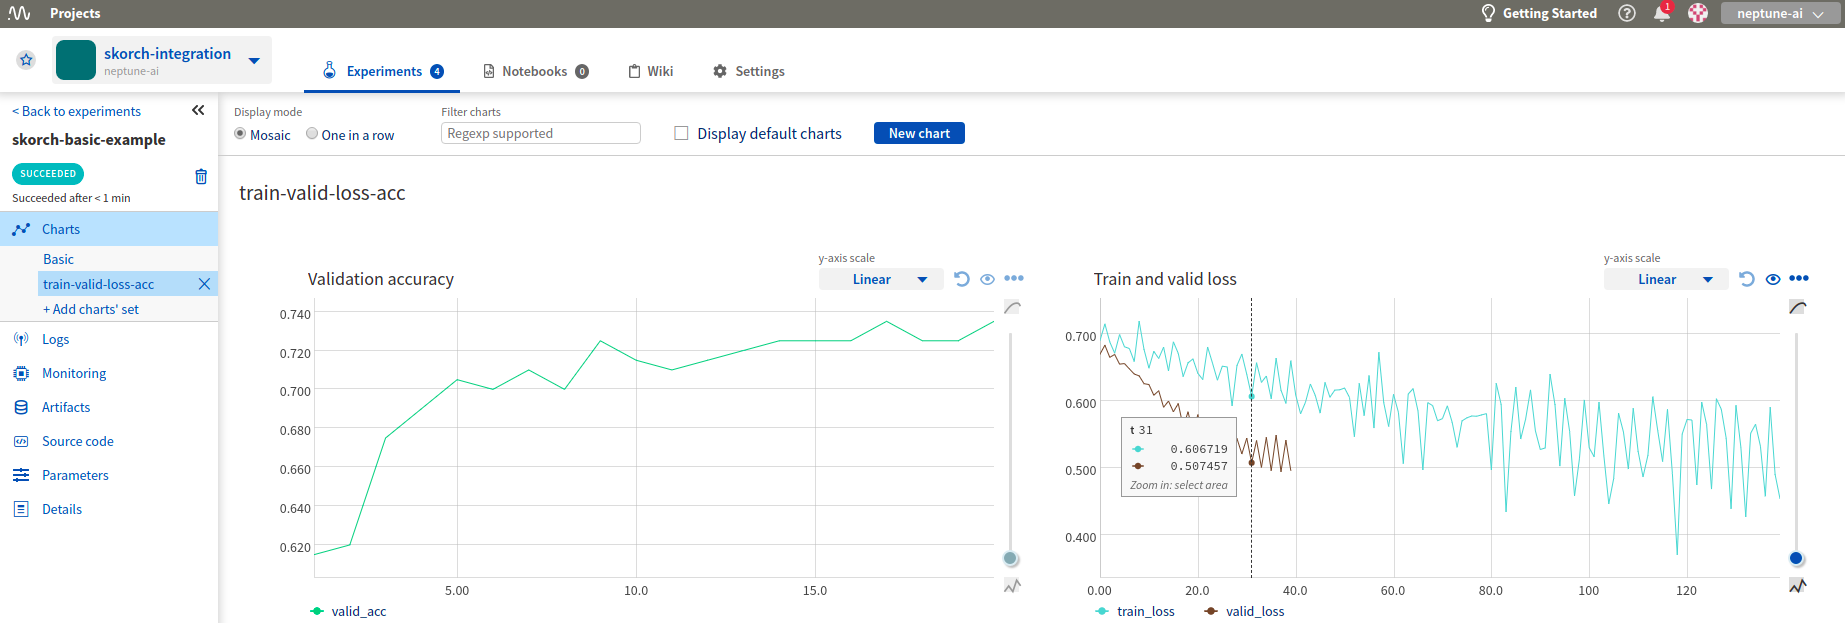 Projects
Getting Started
1
neptune-ai
skorch-integration
neptune-ai
Experiments 4
Notebooks 0
Wiki
Settings
< Back to experiments
skorch-basic-example
SUCCEEDED
Succeeded after < 1 min
Charts
Basic
train-valid-loss-acc
+ Add charts' set
Logs
Monitoring
Artifacts
Source code
Parameters
Details
Display mode
Mosaic
One in a row
Filter charts
Regexp supported
Display default charts
New chart
train-valid-loss-acc
Validation accuracy
y-axis scale
Linear
0.740
0.720
0.700
0.680
0.660
0.640
0.620
5.00
10.0
15.0
valid_acc
Train and valid loss
y-axis scale
Linear
0.700
0.600
0.500
0.400
t 31
0.606719
0.507457
Zoom in: select area
0.00
20.0
40.0
60.0
80.0
100
120
train_loss
valid_loss